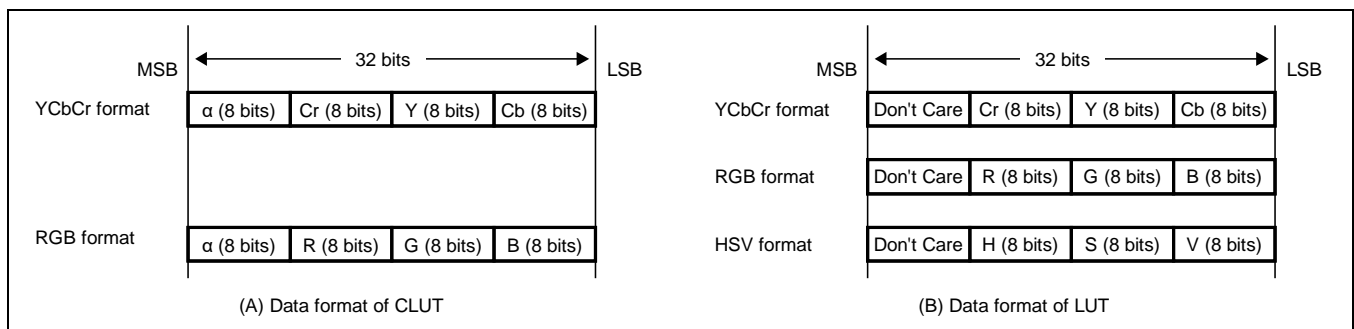 32 bits
MSB
LSB
YCbCr format
α (8 bits) Cr (8 bits) Y (8 bits) Cb (8 bits)
RGB format
α (8 bits) R (8 bits) G (8 bits) B (8 bits)
(A) Data format of CLUT
32 bits
MSB
LSB
YCbCr format
Don't Care Cr (8 bits) Y (8 bits) Cb (8 bits)
RGB format
Don't Care R (8 bits) G (8 bits) B (8 bits)
HSV format
Don't Care H (8 bits) S (8 bits) V (8 bits)
(B) Data format of LUT